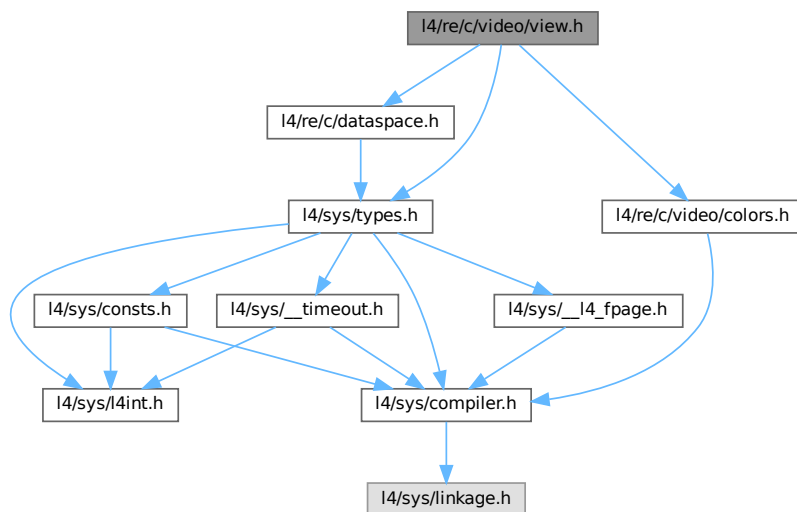 l4/re/c/video/view.h
l4/re/c/dataspace.h
l4/sys/types.h
l4/re/c/video/colors.h
l4/sys/consts.h
l4/sys/__timeout.h
l4/sys/__l4_fpage.h
l4/sys/l4int.h
l4/sys/compiler.h
l4/sys/linkage.h